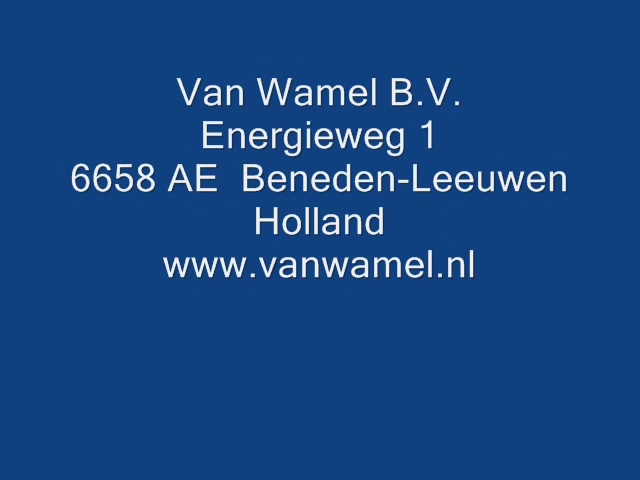 Van Wamel B.V.
Energieweg 1
6658 AE  Beneden-Leeuwen
Holland
www.vanwamel.nl